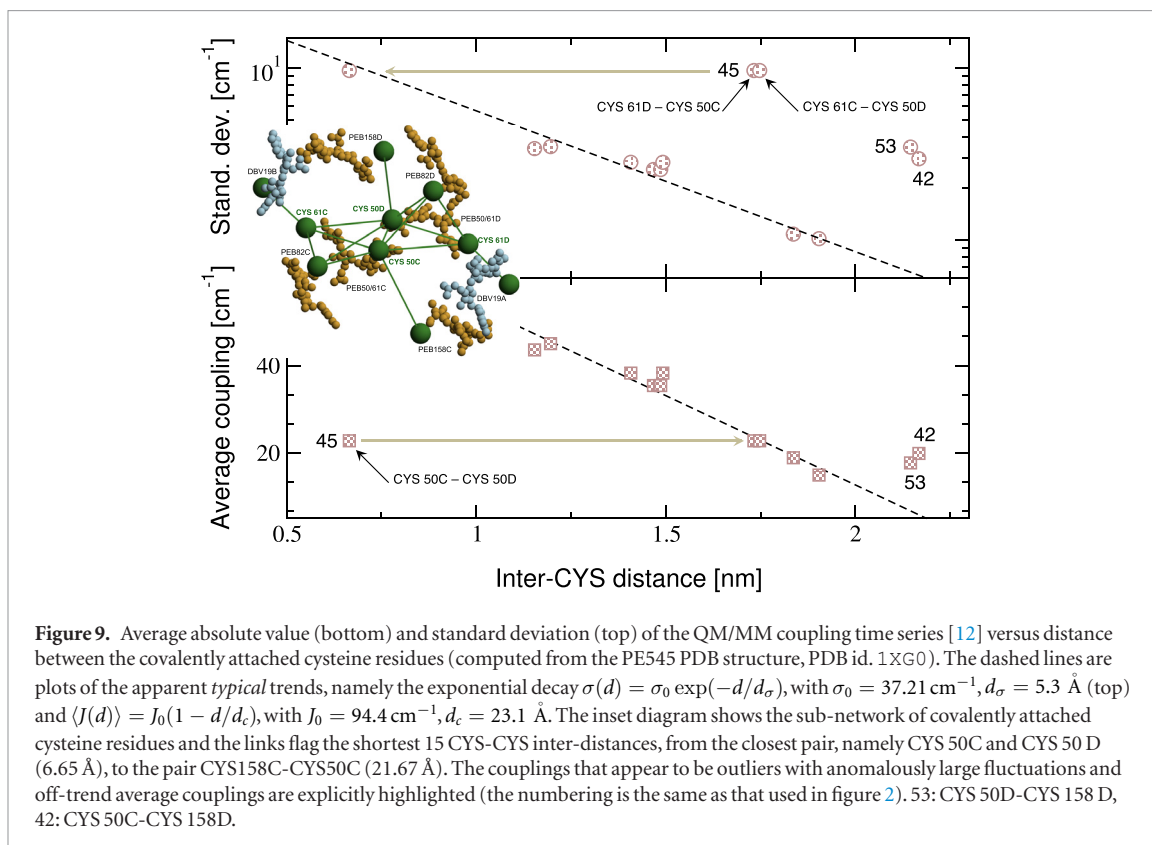 Stand. dev. [cm⁻¹]
10¹
45
CYS 61D – CYS 50C
CYS 61C – CYS 50D
53
42
PEB158D
DBV19B
PEB82D
CYS 61C
CYS 50D
PEB50/61D
CYS 61D
PEB82C
CYS 50C
PEB50/61C
DBV19A
PEB158C
Average coupling [cm⁻¹]
40
20
45
CYS 50C – CYS 50D
42
53
0.5 1 1.5 2
Inter-CYS distance [nm]
Figure 9. Average absolute value (bottom) and standard deviation (top) of the QM/MM coupling time series [12] versus distance
between the covalently attached cysteine residues (computed from the PE545 PDB structure, PDB id. 1XG0). The dashed lines are
plots of the apparent typical trends, namely the exponential decay σ(d) = σ₀ exp(−d/dσ), with σ₀ = 37.21 cm⁻¹, dσ = 5.3 Å (top)
and ⟨J(d)⟩ = J₀(1 − d/d_c), with J₀ = 94.4 cm⁻¹, d_c = 23.1 Å. The inset diagram shows the sub-network of covalently attached
cysteine residues and the links flag the shortest 15 CYS-CYS inter-distances, from the closest pair, namely CYS 50C and CYS 50 D
(6.65 Å), to the pair CYS158C-CYS50C (21.67 Å). The couplings that appear to be outliers with anomalously large fluctuations and
off-trend average couplings are explicitly highlighted (the numbering is the same as that used in figure 2). 53: CYS 50D-CYS 158 D,
42: CYS 50C-CYS 158D.